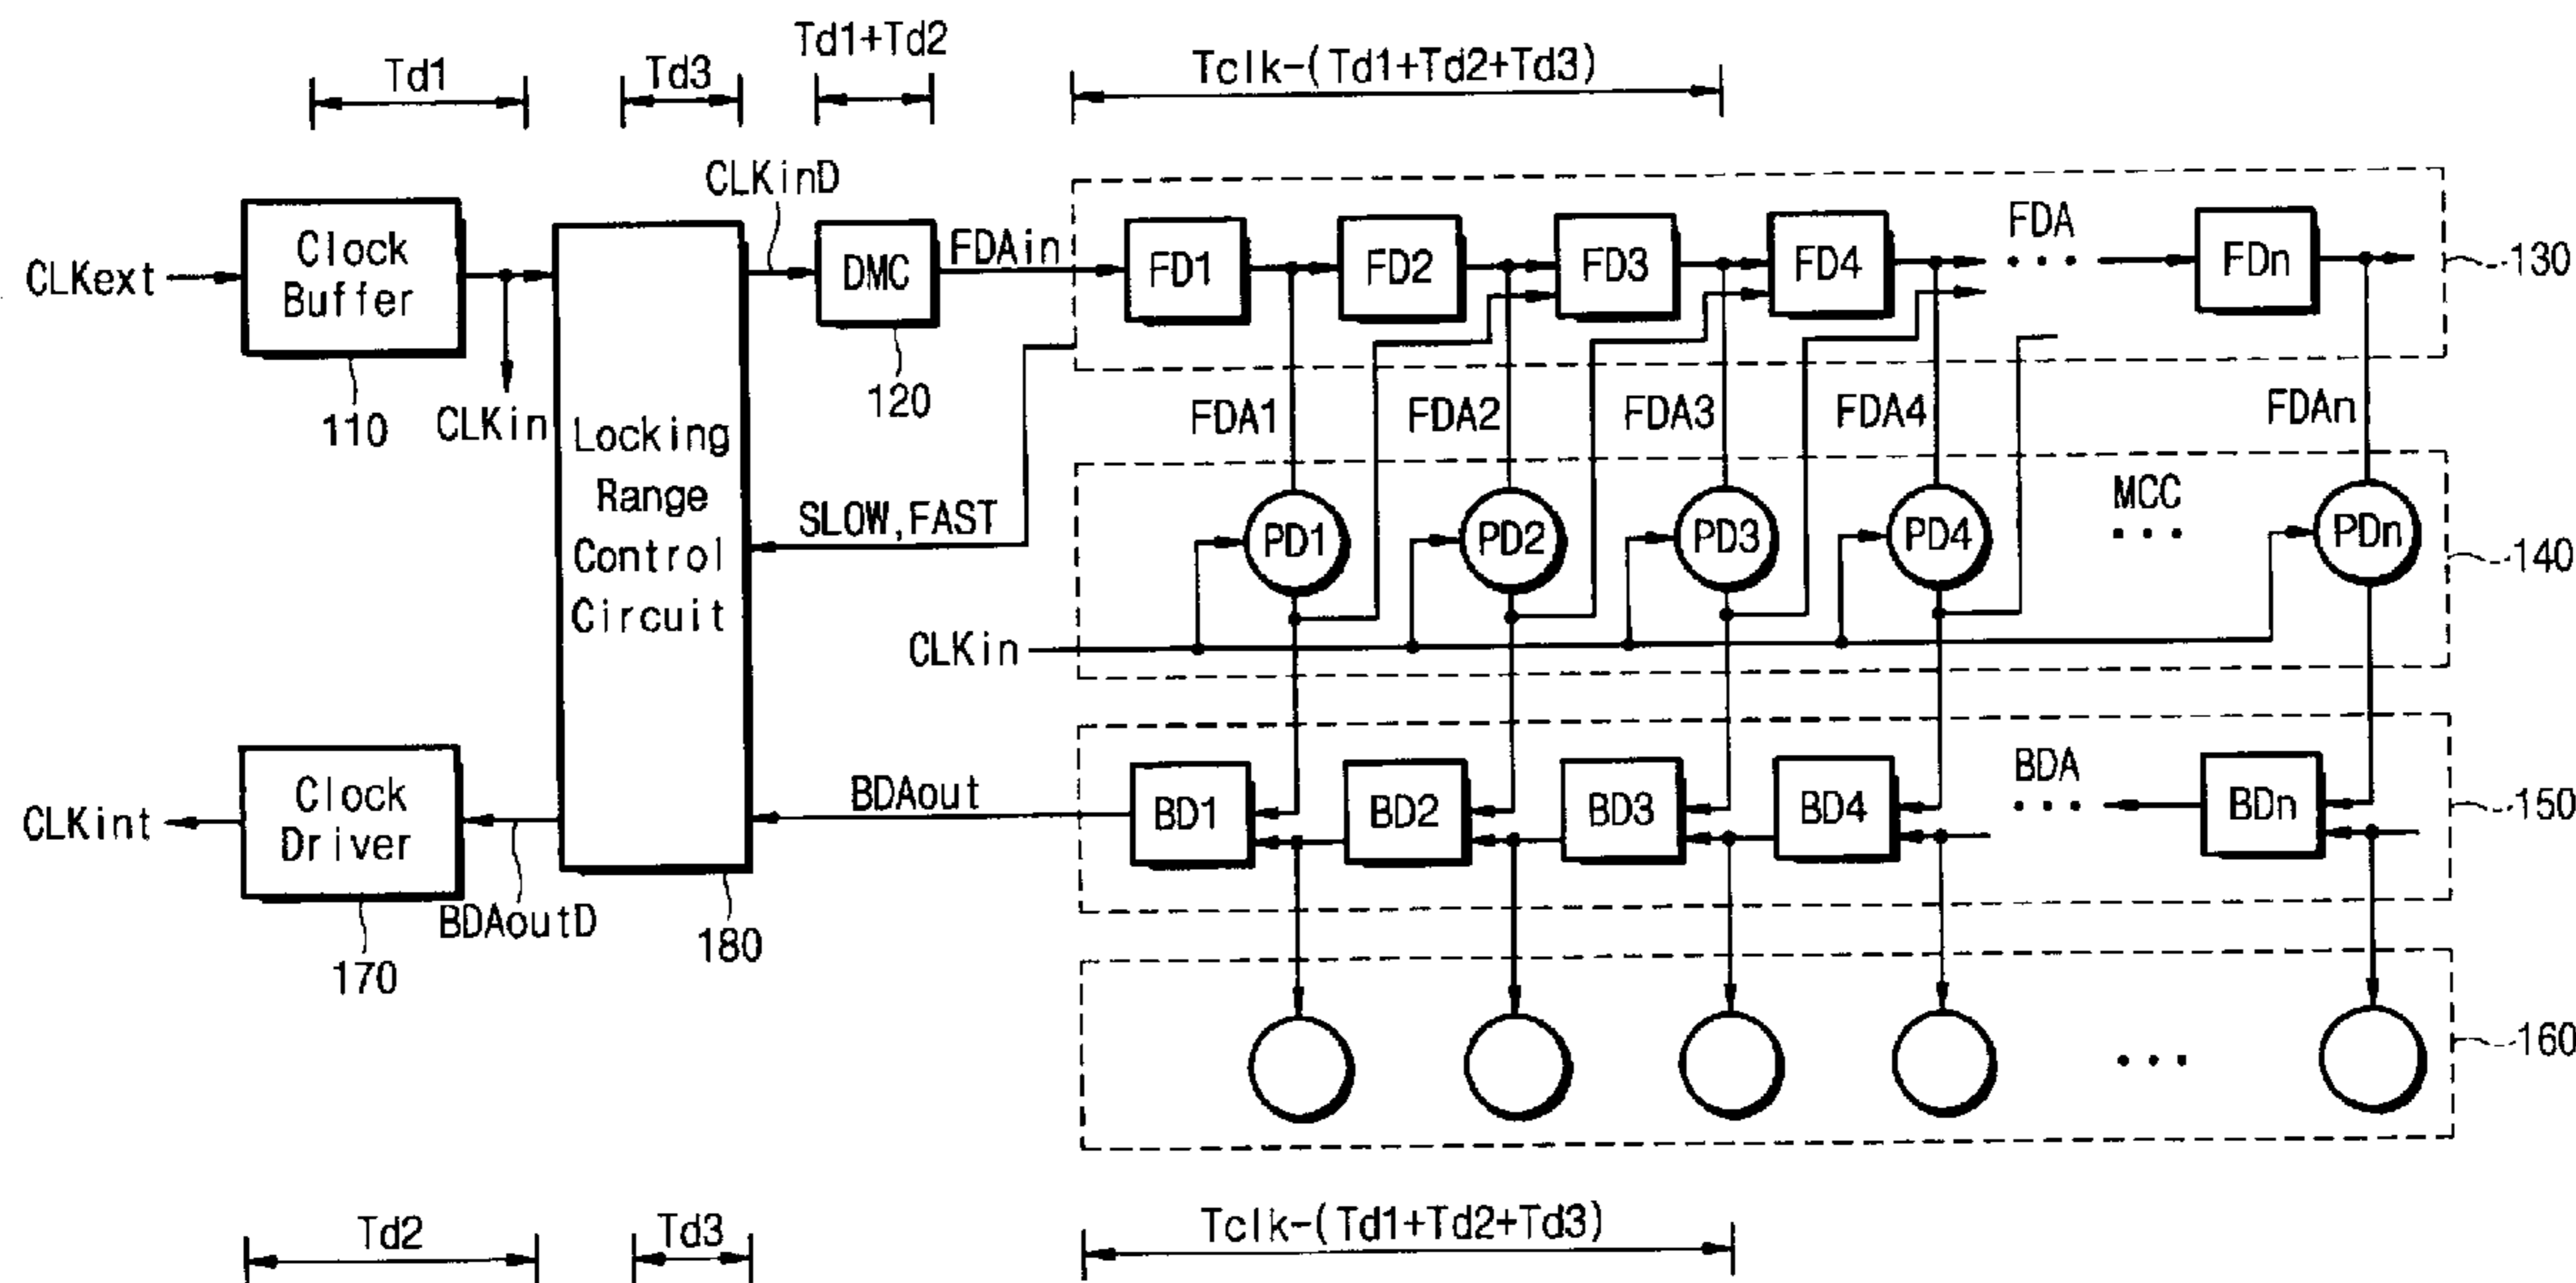 Td1
Td3
Td1+Td2
Tclk-(Td1+Td2+Td3)
CLKext
Clock
Buffer
110
CLKin
CLKinD
DMC
120
FDAin
FD1
FD2
FD3
FD4
FDA
...
FDn
130
Locking
Range
Control
Circuit
180
SLOW,FAST
FDA1
FDA2
FDA3
FDA4
FDAn
PD1
PD2
PD3
PD4
MCC
...
PDn
140
CLKin
CLKint
Clock
Driver
170
BDAoutD
BDAout
BD1
BD2
BD3
BD4
BDA
...
BDn
150
...
160
Td2
Td3
Tclk-(Td1+Td2+Td3)